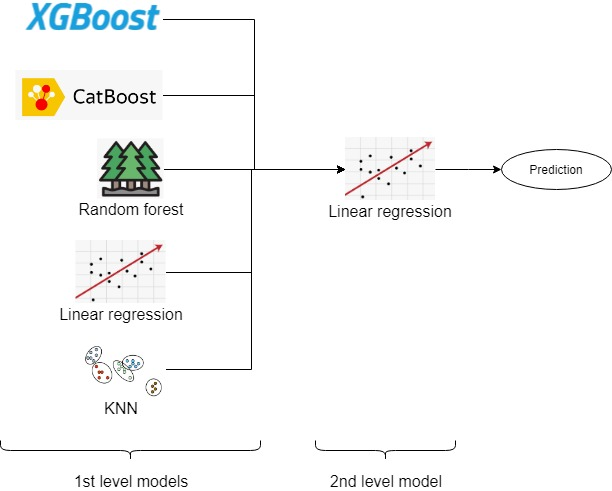 XGBoost
CatBoost
Random forest
Linear regression
Prediction
Linear regression
KNN
1st level models
2nd level model